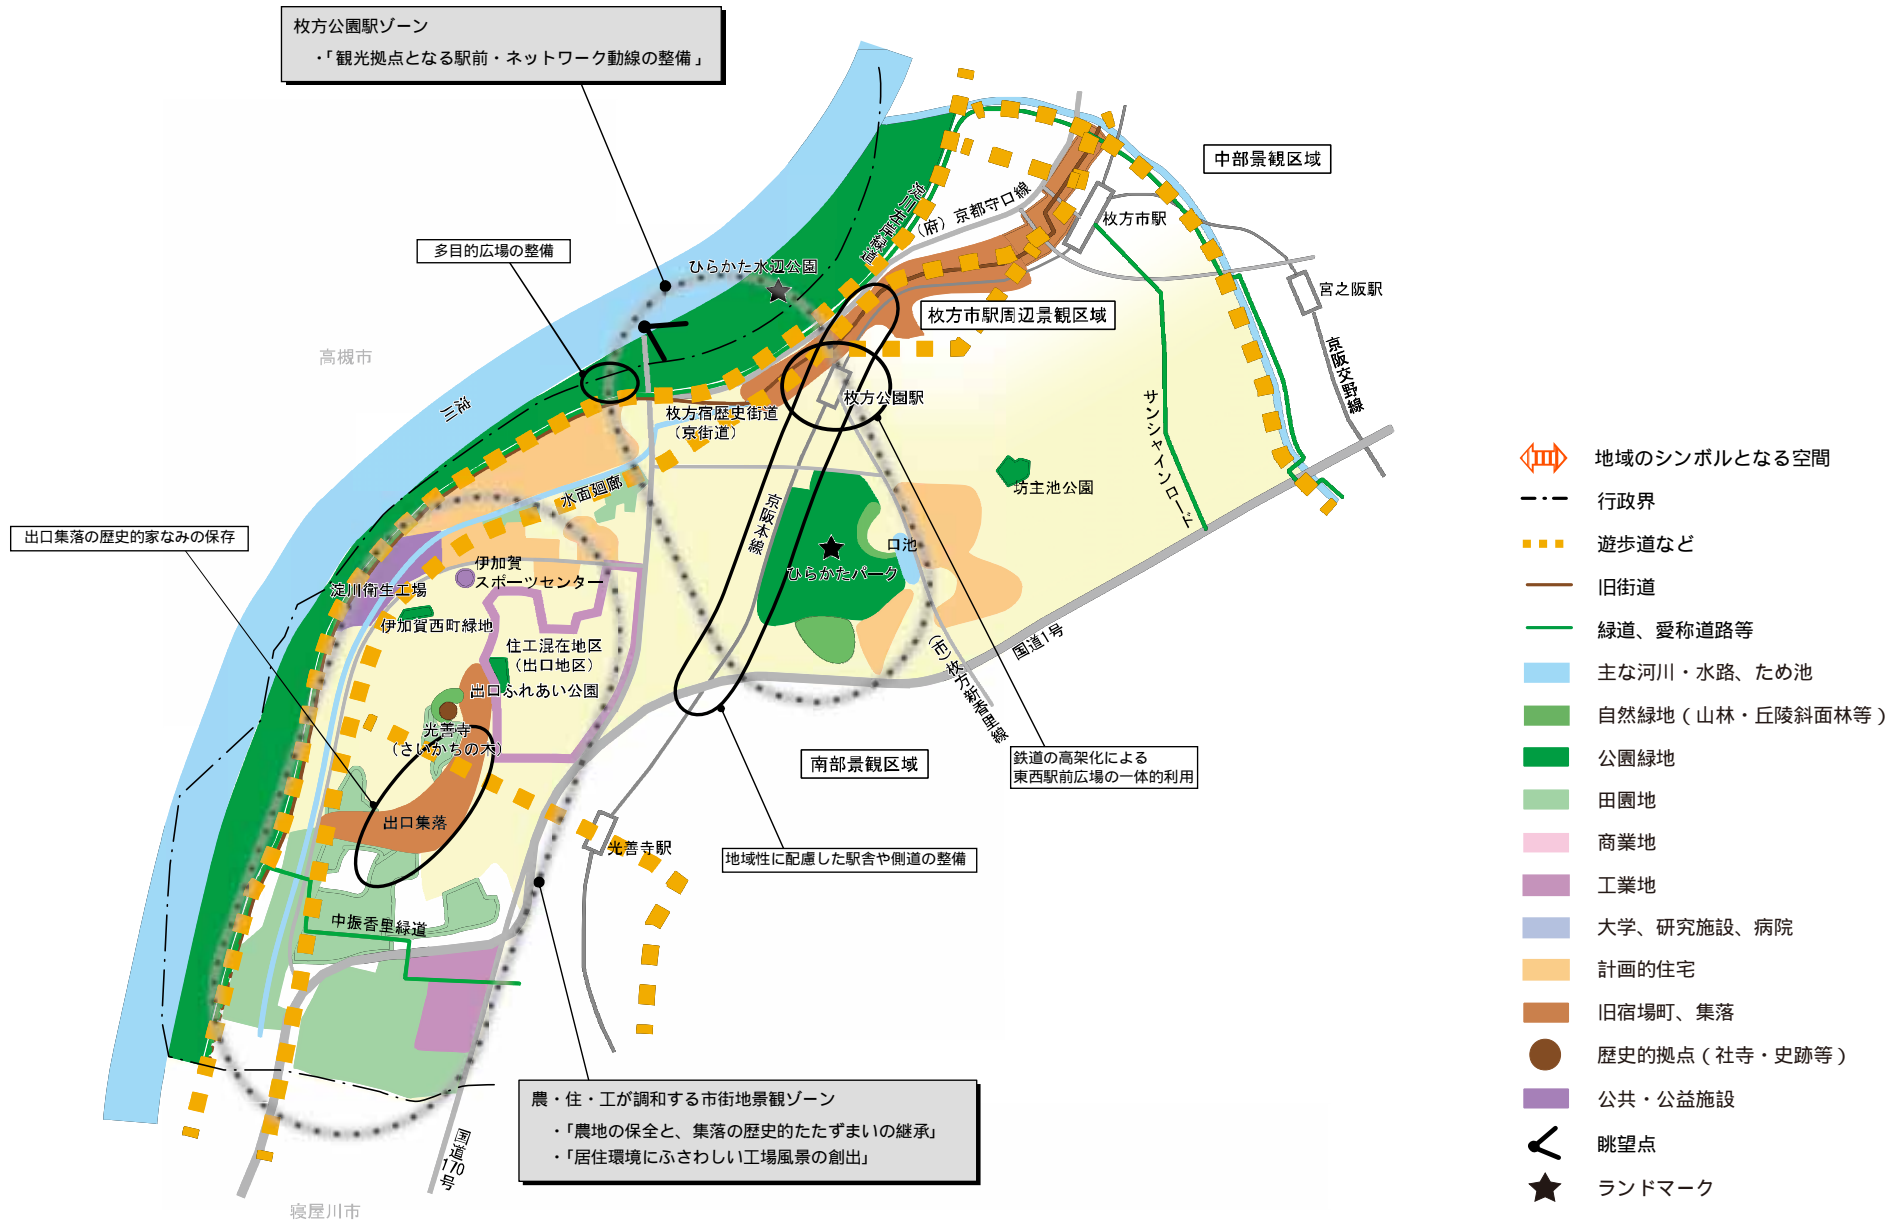 枚方公園駅ゾーン
・「観光拠点となる駅前・ネットワーク動線の整備」
中部景観区域
淀川右岸緑道
(府)京都守口線
枚方市駅
多目的広場の整備
ひらかた水辺公園
宮之阪駅
枚方市駅周辺景観区域
高槻市
京阪交野線
淀川
枚方公園駅
枚方宿歴史街道
(京街道)
サンシャインロード
水面廻廊
坊主池公園
京阪本線
出口集落の歴史的家なみの保存
口池
ひらかたパーク
伊加賀
スポーツセンター
淀川衛生工場
伊加賀西町緑地
住工混在地区
(出口地区)
国道1号
(市)枚方新香里線
出口ふれあい公園
光善寺
(さいかちの木)
南部景観区域
鉄道の高架化による
東西駅前広場の一体的利用
出口集落
光善寺駅
地域性に配慮した駅舎や側道の整備
中振香里緑道
農・住・工が調和する市街地景観ゾーン
・「農地の保全と、集落の歴史的たたずまいの継承」
・「居住環境にふさわしい工場風景の創出」
国道170号
寝屋川市
地域のシンボルとなる空間
行政界
遊歩道など
旧街道
緑道、愛称道路等
主な河川・水路、ため池
自然緑地(山林・丘陵斜面林等)
公園緑地
田園地
商業地
工業地
大学、研究施設、病院
計画的住宅
旧宿場町、集落
歴史的拠点(社寺・史跡等)
公共・公益施設
眺望点
ランドマーク